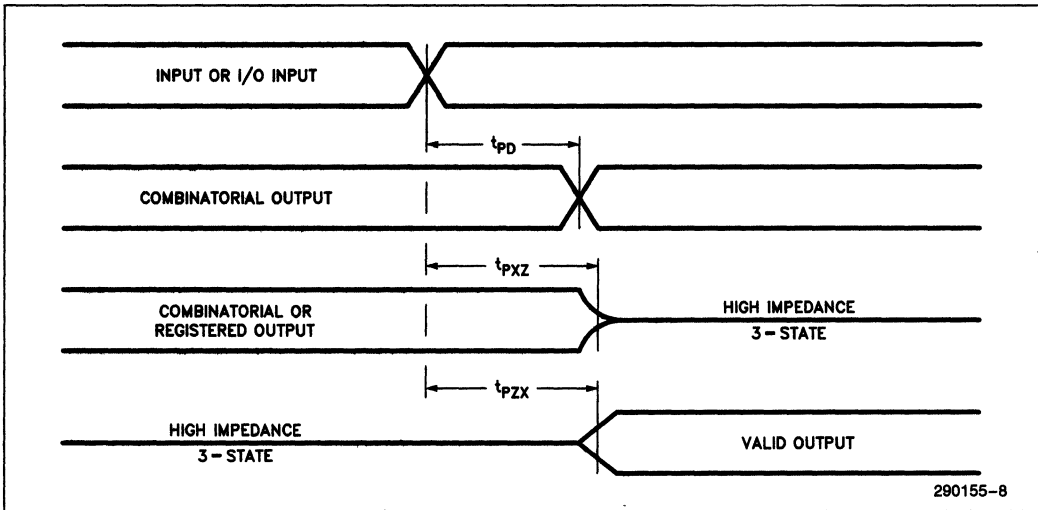 INPUT OR I/O INPUT
tPD
COMBINATORIAL OUTPUT
tPXZ
COMBINATORIAL OR
REGISTERED OUTPUT
HIGH IMPEDANCE
3-STATE
tPZX
HIGH IMPEDANCE
3-STATE
VALID OUTPUT
290155-8